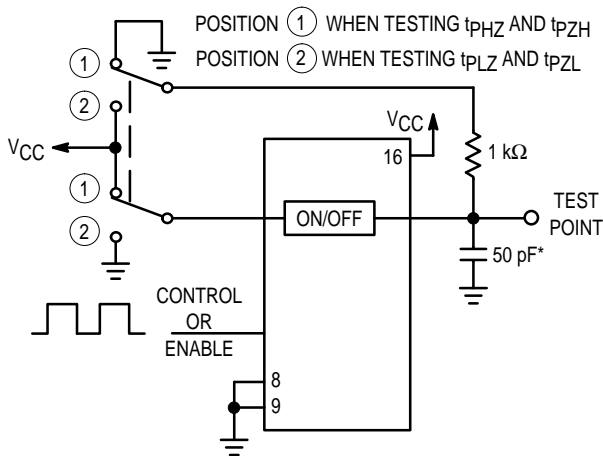 POSITION ① WHEN TESTING tPHZ AND tPZH
POSITION ② WHEN TESTING tPLZ AND tPZL
①
②
VCC
①
②
VCC
16
1 kΩ
ON/OFF
TEST
POINT
50 pF*
CONTROL
OR
ENABLE
8
9